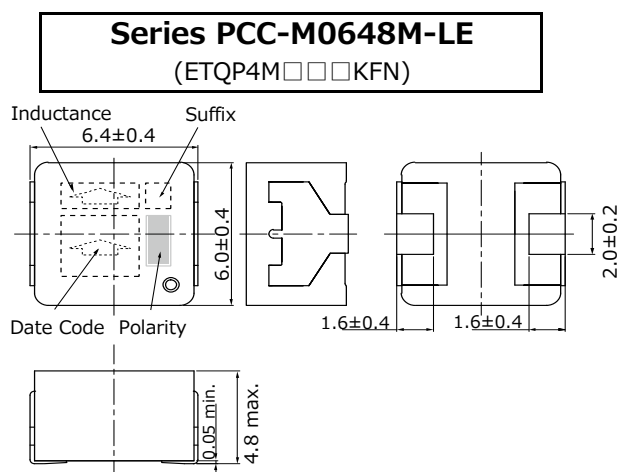 Series PCC-M0648M-LE
(ETQP4M□□□KFN)
Inductance
Suffix
6.4±0.4
6.0±0.4
2.0±0.2
Date Code
Polarity
1.6±0.4
1.6±0.4
0.05 min.
4.8 max.